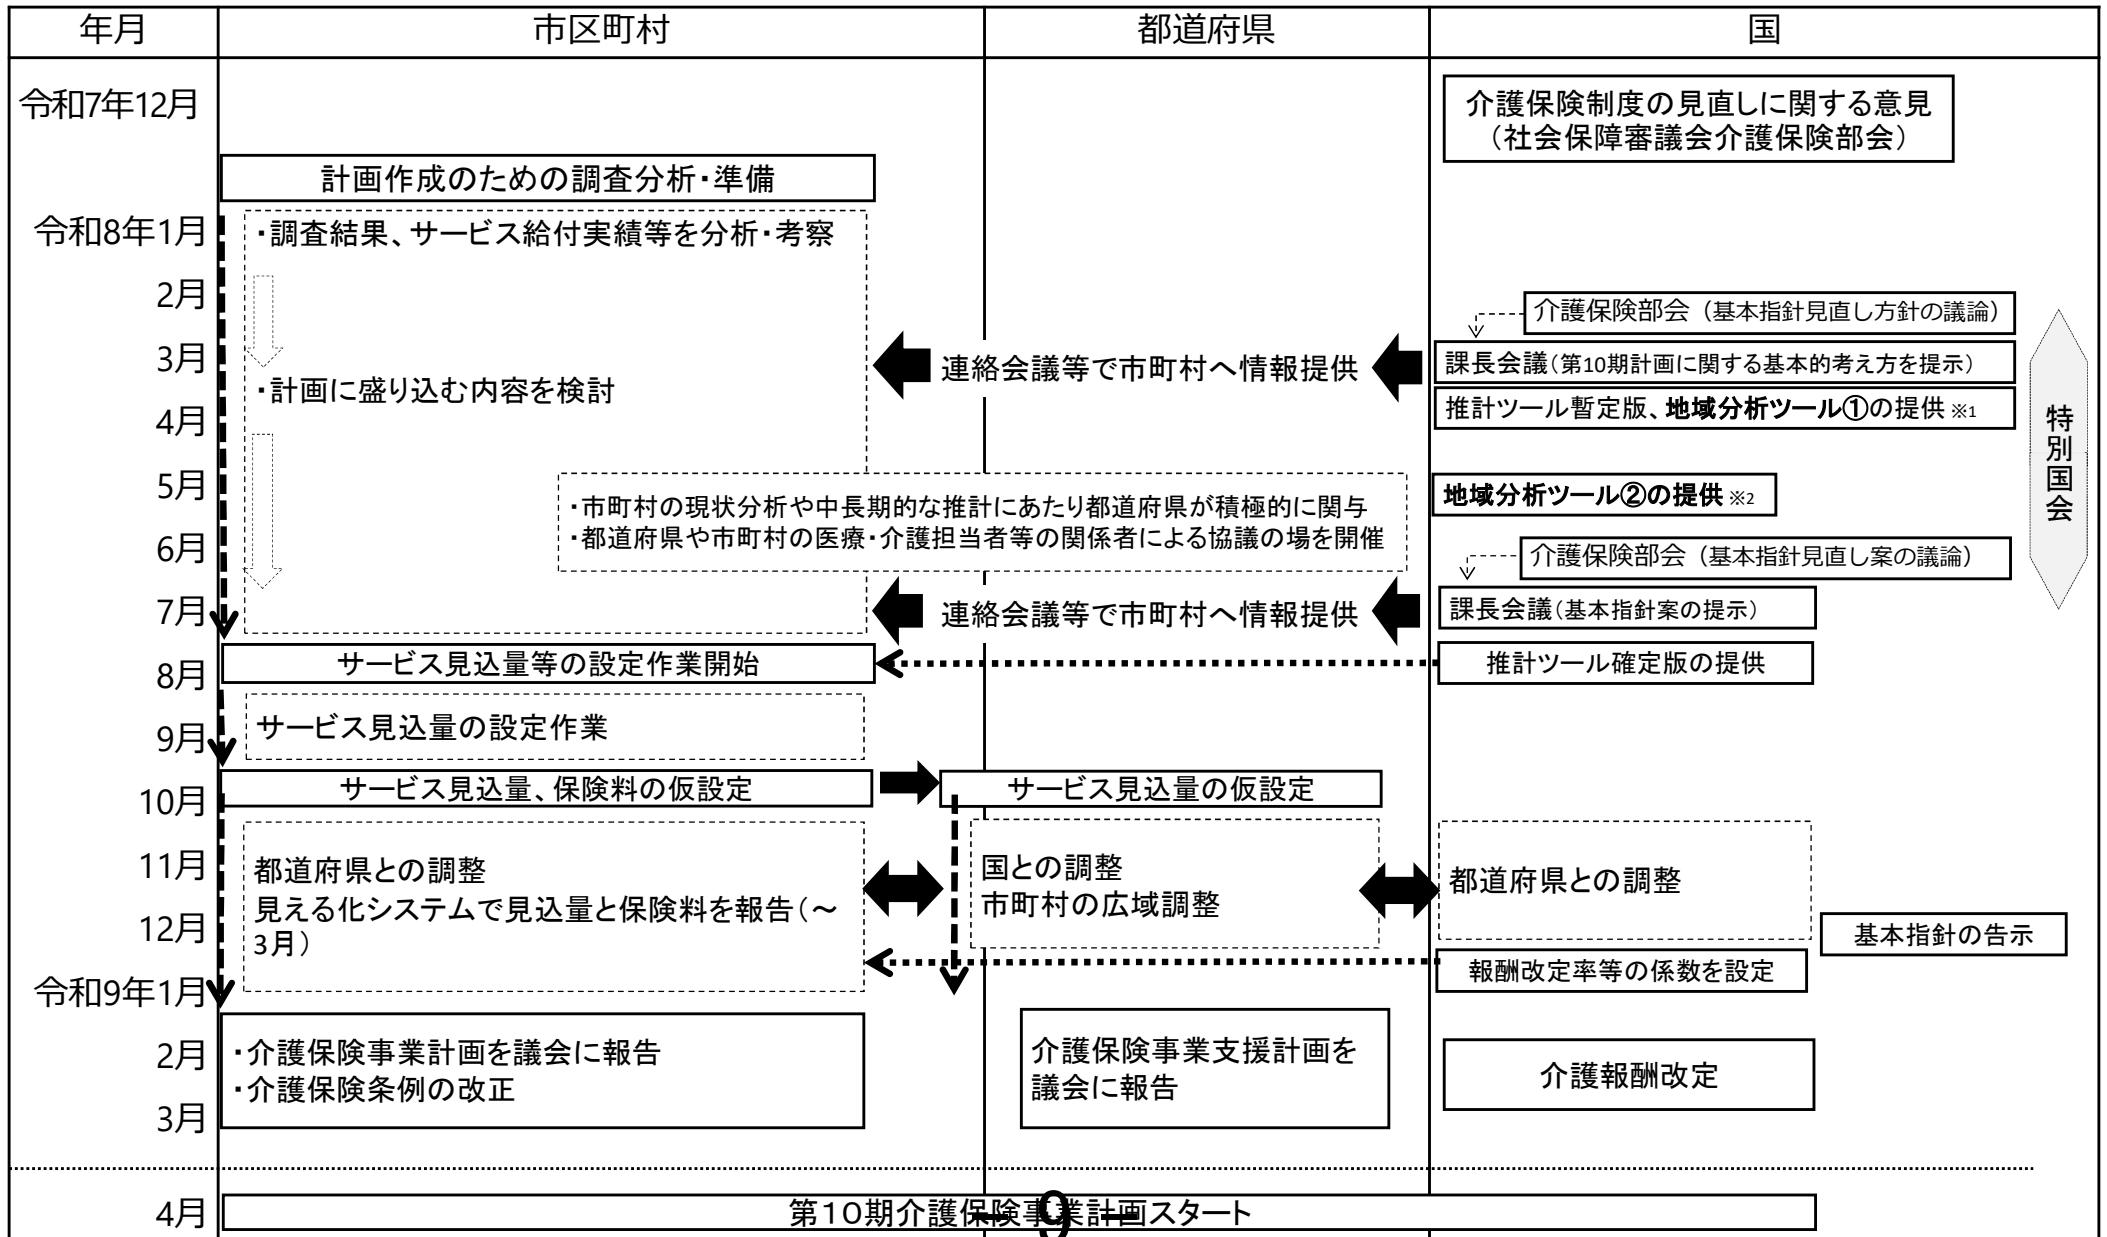 年月
市区町村
都道府県
国
令和7年12月
介護保険制度の見直しに関する意見
（社会保障審議会介護保険部会）
計画作成のための調査分析・準備
令和8年1月
・調査結果、サービス給付実績等を分析・考察
2月
介護保険部会（基本指針見直し方針の議論）
3月
連絡会議等で市町村へ情報提供
課長会議（第10期計画に関する基本的考え方を提示）
・計画に盛り込む内容を検討
4月
推計ツール暫定版、地域分析ツール①の提供 ※1
特別国会
5月
・市町村の現状分析や中長期的な推計にあたり都道府県が積極的に関与
・都道府県や市町村の医療・介護担当者等の関係者による協議の場を開催
地域分析ツール②の提供 ※2
6月
介護保険部会（基本指針見直し案の議論）
7月
連絡会議等で市町村へ情報提供
課長会議（基本指針案の提示）
8月
サービス見込量等の設定作業開始
推計ツール確定版の提供
9月
サービス見込量の設定作業
10月
サービス見込量、保険料の仮設定
サービス見込量の仮設定
11月
都道府県との調整
見える化システムで見込量と保険料を報告（～
3月）
国との調整
市町村の広域調整
都道府県との調整
12月
基本指針の告示
報酬改定率等の係数を設定
令和9年1月
2月
・介護保険事業計画を議会に報告
・介護保険条例の改正
介護保険事業支援計画を
議会に報告
介護報酬改定
3月
4月
第１０期介護保険事業計画スタート
－ 9 －